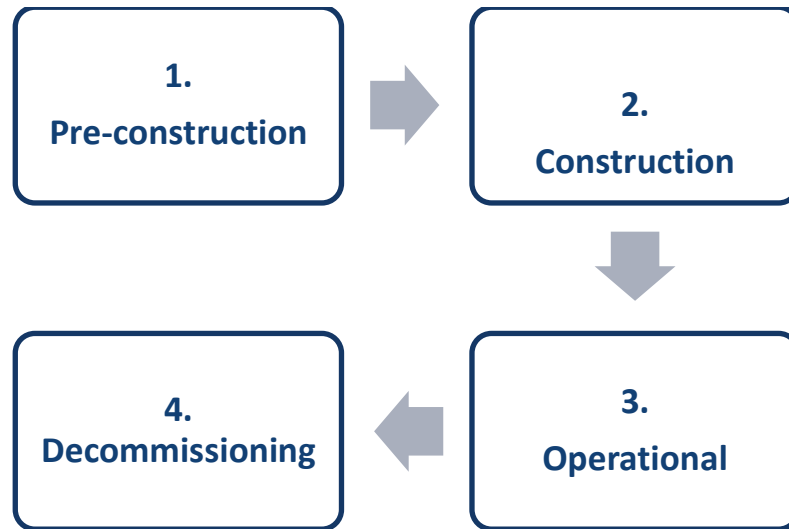 1.
Pre-construction
2.
Construction
3.
Operational
4.
Decommissioning